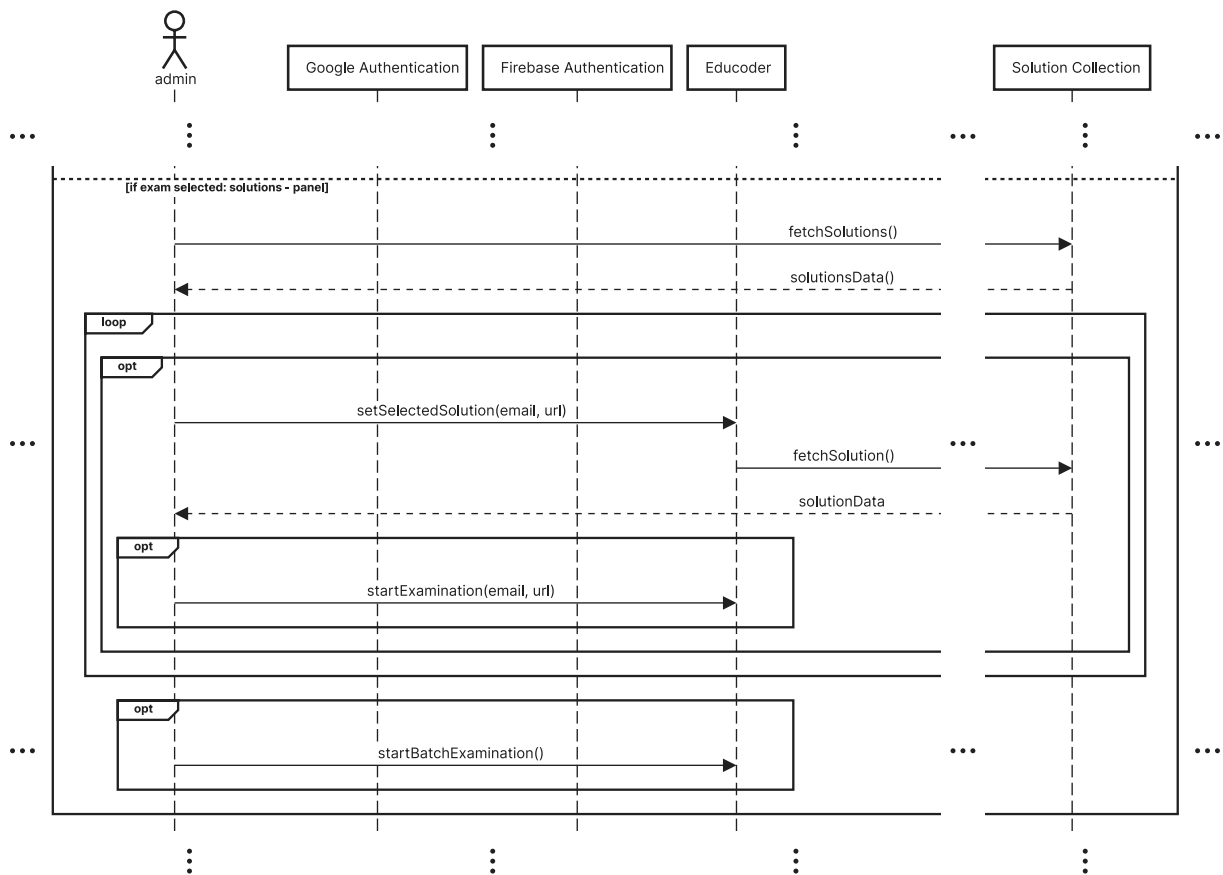 admin
Google Authentication
Firebase Authentication
Educoder
Solution Collection
[if exam selected: solutions - panel]
fetchSolutions()
solutionsData()
loop
opt
setSelectedSolution(email, url)
fetchSolution()
solutionData
opt
startExamination(email, url)
opt
startBatchExamination()